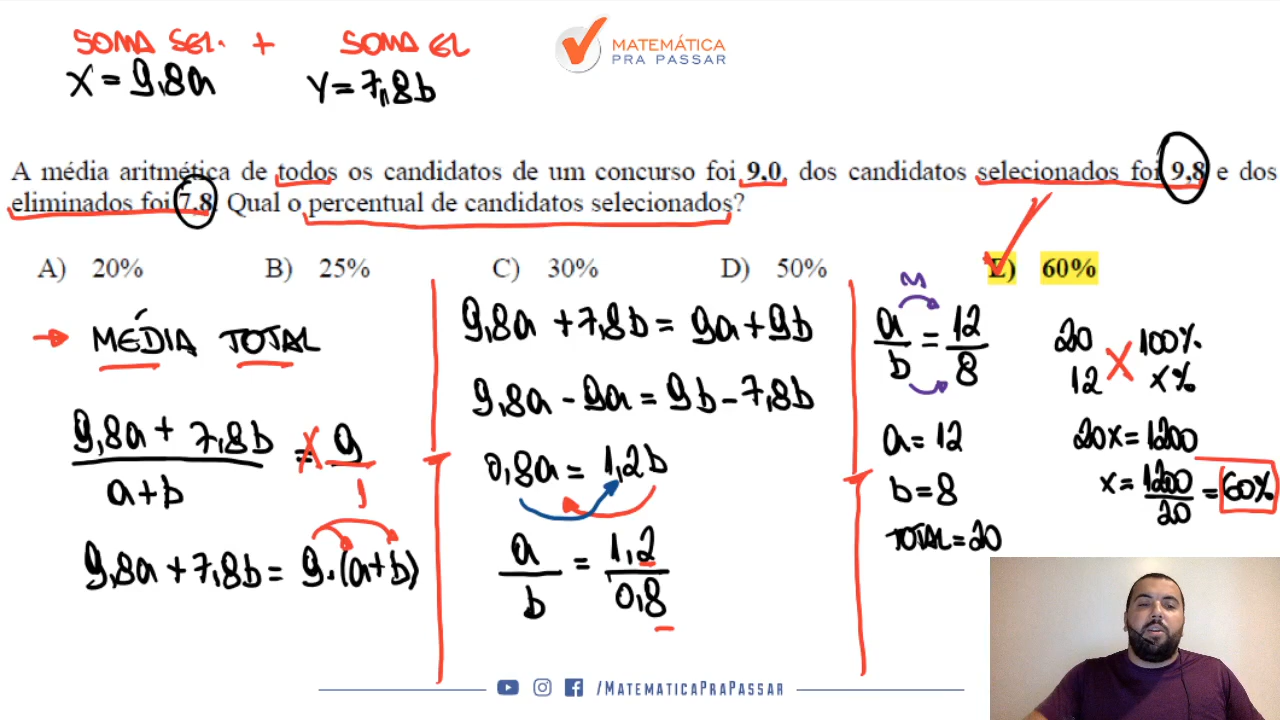 SOMA SEL. + SOMA EL
X = 9,8a Y = 7,8b
MATEMÁTICA
PRA PASSAR
A média aritmética de todos os candidatos de um concurso foi 9,0, dos candidatos selecionados foi 9,8 e dos
eliminados foi 7,8. Qual o percentual de candidatos selecionados?
A) 20% B) 25% C) 30% D) 50% E) 60%
→ MÉDIA TOTAL
9,8a + 7,8b = 9
a+b 1
9,8a + 7,8b = 9.(a+b)
9,8a + 7,8b = 9a + 9b
9,8a - 9a = 9b - 7,8b
0,8a = 1,2b
a = 1,2
b 0,8
M
a = 12
b 8
a = 12
b = 8
TOTAL = 20
20 100%
12 x%
20x = 1200
x = 1200 = 60%
20
/MATEMATICAPRAPASSAR